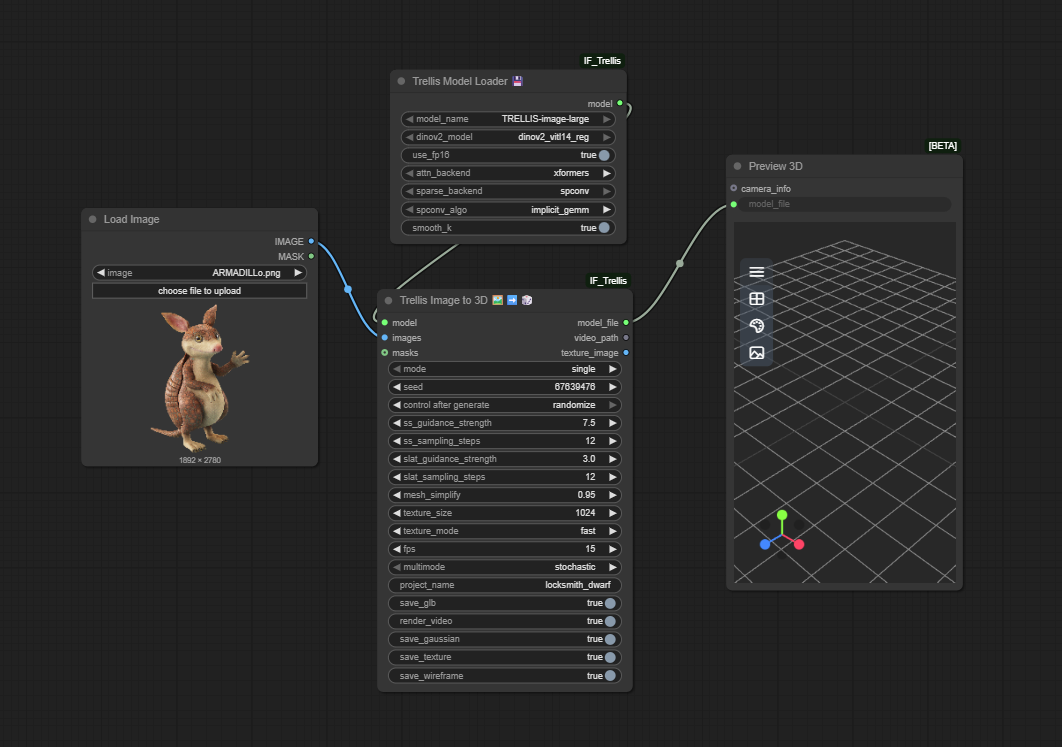 IF_Trellis
Trellis Model Loader 💾
model
model_name TRELLIS-image-large
dinov2_model dinov2_vitl14_reg
use_fp16 true
attn_backend xformers
sparse_backend spconv
spconv_algo implicit_gemm
smooth_k true
Load Image
IMAGE
MASK
image ARMADILLo.png
choose file to upload
1892 × 2780
IF_Trellis
Trellis Image to 3D 🖼️➡️🎲
model model_file
images video_path
masks texture_image
mode single
seed 67639476
control after generate randomize
ss_guidance_strength 7.5
ss_sampling_steps 12
slat_guidance_strength 3.0
slat_sampling_steps 12
mesh_simplify 0.95
texture_size 1024
texture_mode fast
fps 15
multimode stochastic
project_name locksmith_dwarf
save_glb true
render_video true
save_gaussian true
save_texture true
save_wireframe true
[BETA]
Preview 3D
camera_info
model_file